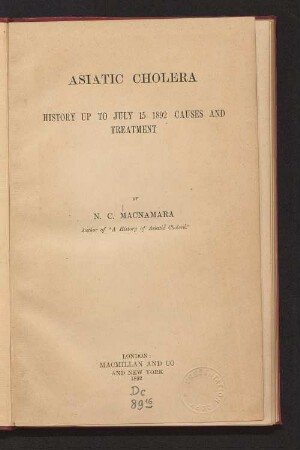 ASIATIC CHOLERA
HISTORY UP TO JULY 15 1892 CAUSES AND
TREATMENT
BY
N. C. MACNAMARA
Author of "A History of Asiatic Cholera"
LONDON
MACMILLAN AND CO
AND NEW YORK
1892
Dc
89